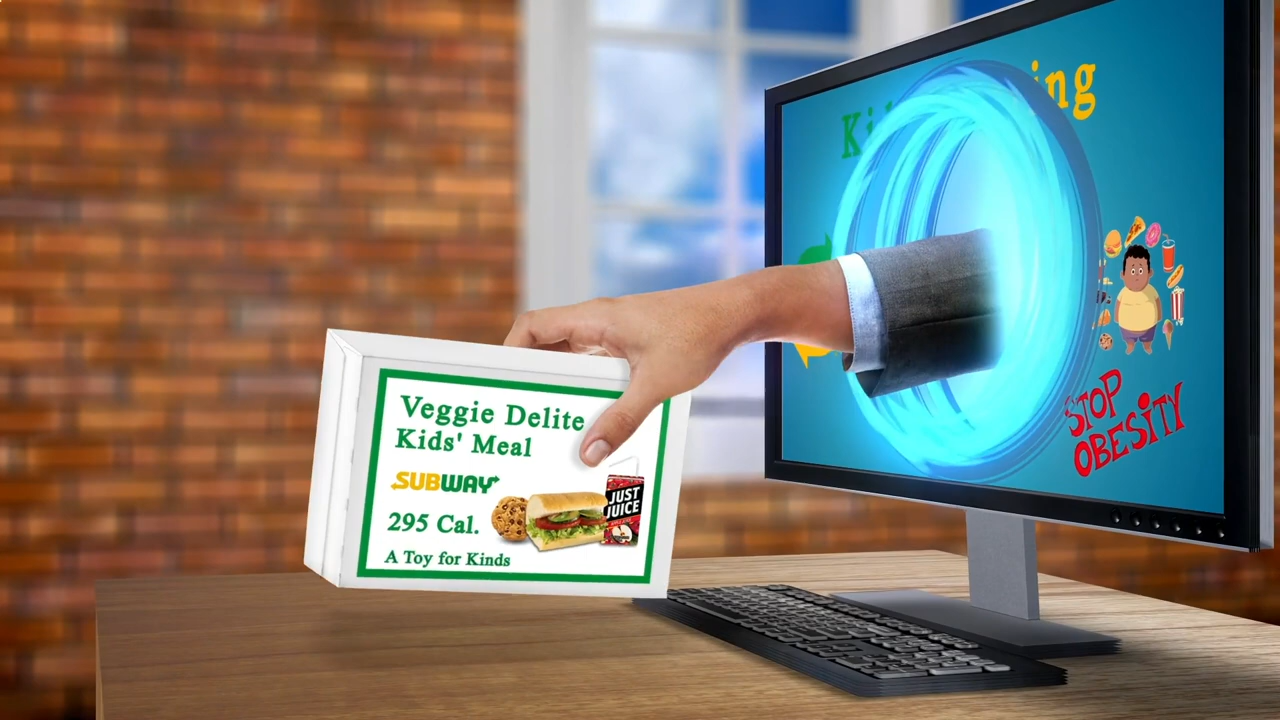 Veggie Delite
Kids' Meal
SUBWAY
295 Cal.
A Toy for Kinds
JUST
JUICE
STOP
OBESITY